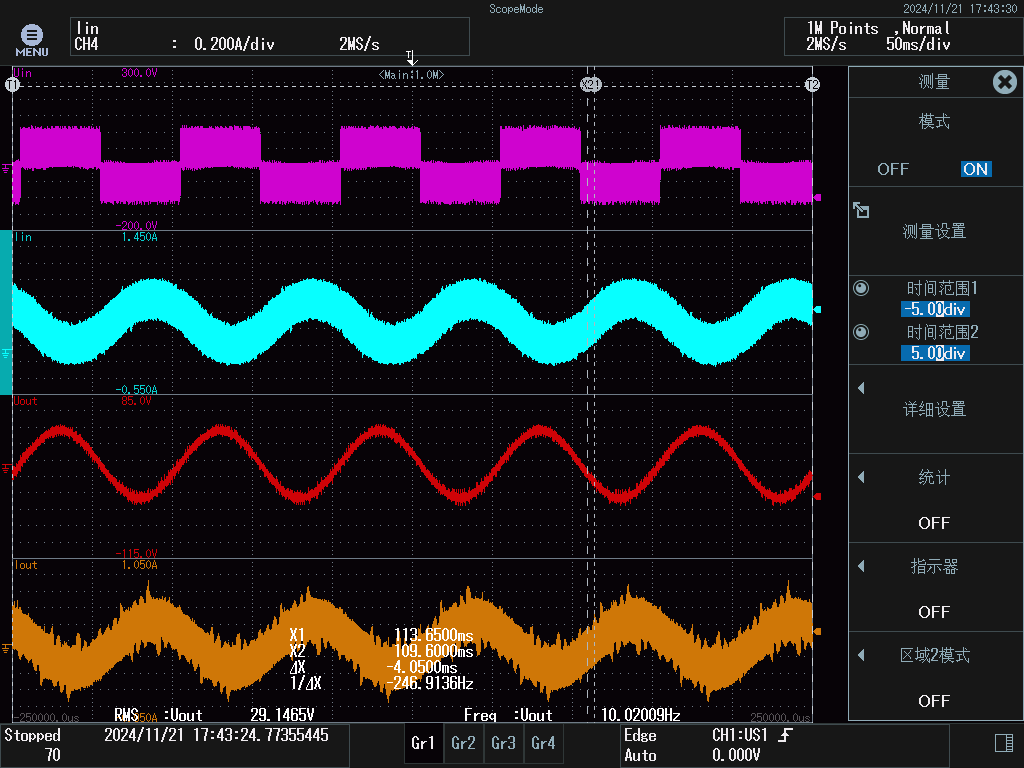 ScopeMode
2024/11/21 17:43:30
MENU
Iin
CH4 : 0.200A/div 2MS/s
1M Points ,Normal
2MS/s 50ms/div
<Main:1.0M>
Uin 300.0V
T1
X21
T2
-200.0V
Iin 1.450A
-0.550A
Uout 85.0V
-115.0V
Iout 1.050A
X1 113.6500ms
X2 109.6000ms
ΔX -4.0500ms
1/ΔX -246.9136Hz
-250000.0us
250000.0us
RMS :Uout 29.1465V Freq :Uout 10.02009Hz
测量
模式
OFF ON
测量设置
时间范围1
-5.00div
时间范围2
5.00div
详细设置
统计
OFF
指示器
OFF
区域2模式
OFF
Stopped 2024/11/21 17:43:24.77355445
70
Gr1 Gr2 Gr3 Gr4
Edge CH1:US1
Auto 0.000V